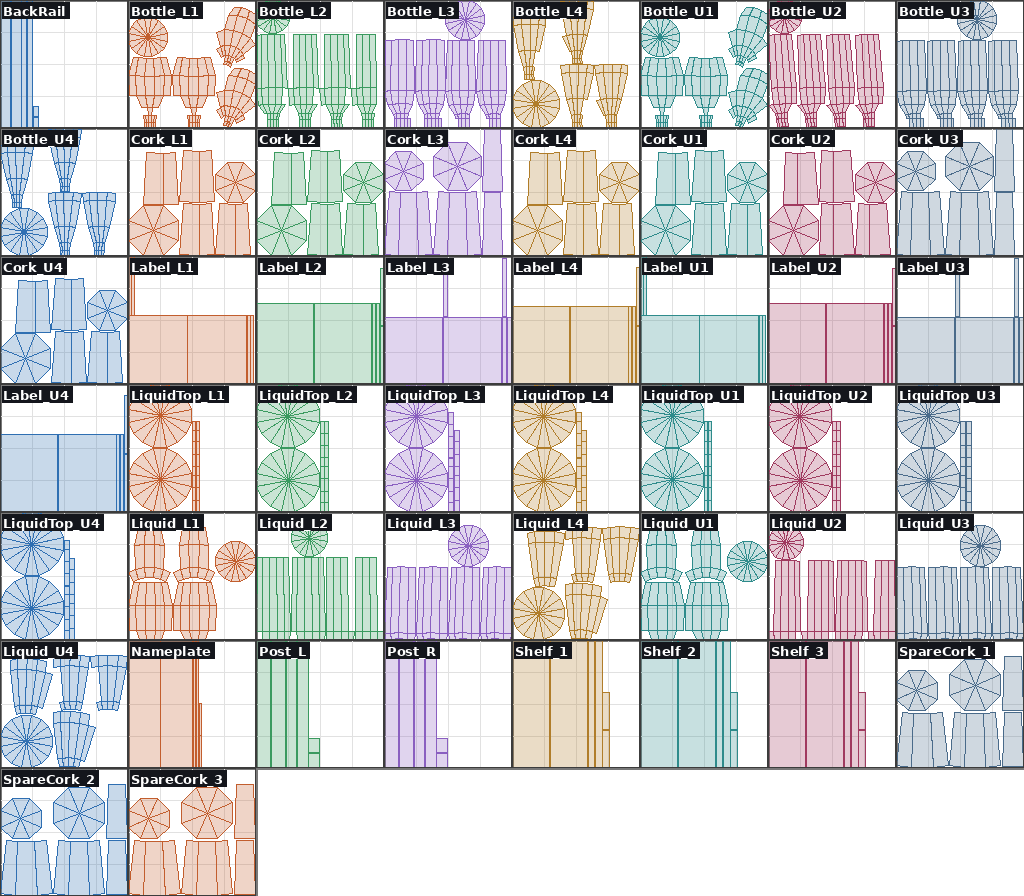 BackRail Bottle_L1 Bottle_L2 Bottle_L3 Bottle_L4 Bottle_U1 Bottle_U2 Bottle_U3
Bottle_U4 Cork_L1 Cork_L2 Cork_L3 Cork_L4 Cork_U1 Cork_U2 Cork_U3
Cork_U4 Label_L1 Label_L2 Label_L3 Label_L4 Label_U1 Label_U2 Label_U3
Label_U4 LiquidTop_L1 LiquidTop_L2 LiquidTop_L3 LiquidTop_L4 LiquidTop_U1 LiquidTop_U2 LiquidTop_U3
LiquidTop_U4 Liquid_L1 Liquid_L2 Liquid_L3 Liquid_L4 Liquid_U1 Liquid_U2 Liquid_U3
Liquid_U4 Nameplate Post_L Post_R Shelf_1 Shelf_2 Shelf_3 SpareCork_1
SpareCork_2 SpareCork_3